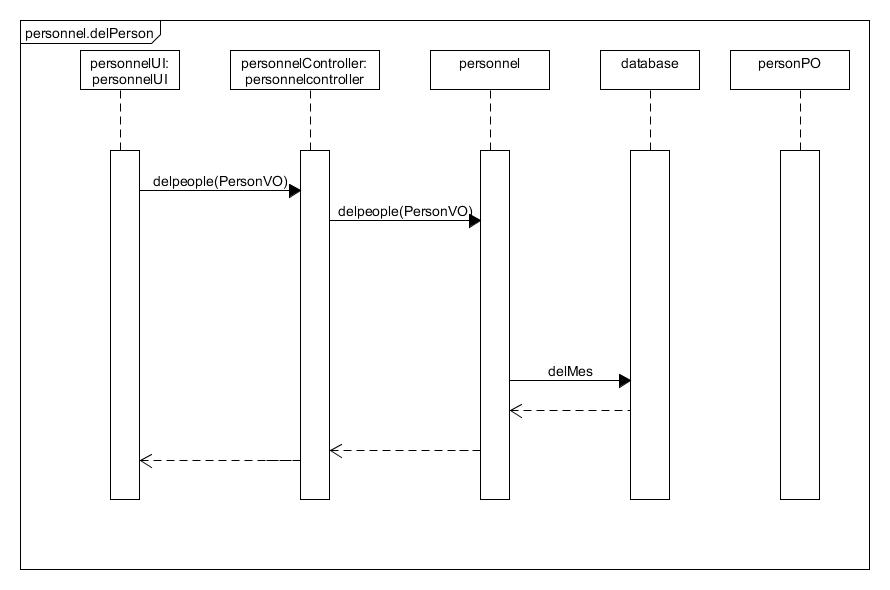 personnel.delPerson
personnelUI:
personnelUI
personnelController:
personnelcontroller
personnel
database
personPO
delpeople(PersonVO)
delpeople(PersonVO)
delMes